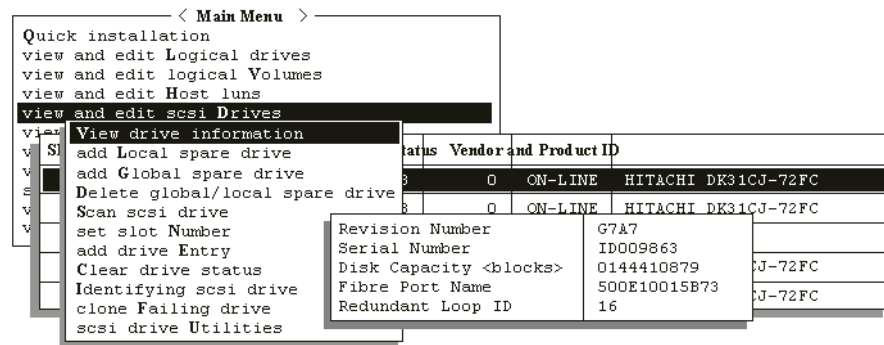 < Main Menu >
Quick installation
view and edit Logical drives
view and edit logical Volumes
view and edit Host luns
view and edit scsi Drives
View drive information
add Local spare drive
add Global spare drive
Delete global/local spare drive
Scan scsi drive
set slot Number
add drive Entry
Clear drive status
Identifying scsi drive
clone Failing drive
scsi drive Utilities
Vendor and Product ID
0 ON-LINE HITACHI DK31CJ-72FC
0 ON-LINE HITACHI DK31CJ-72FC
Revision Number G7A7
Serial Number ID009863
Disk Capacity <blocks> 0144410879
Fibre Port Name 500E10015B73
Redundant Loop ID 16
CJ-72FC
CJ-72FC